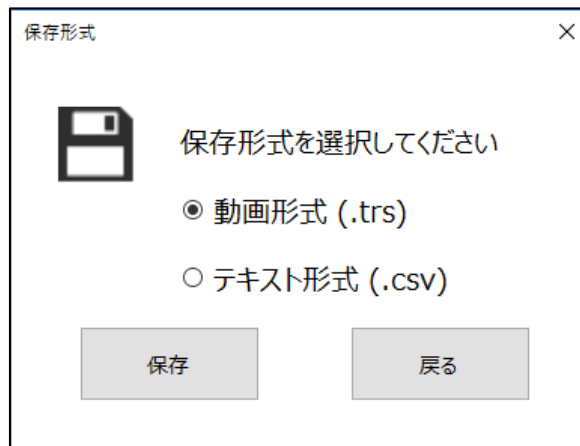 保存形式
保存形式を選択してください
動画形式 (.trs)
テキスト形式 (.csv)
保存
戻る